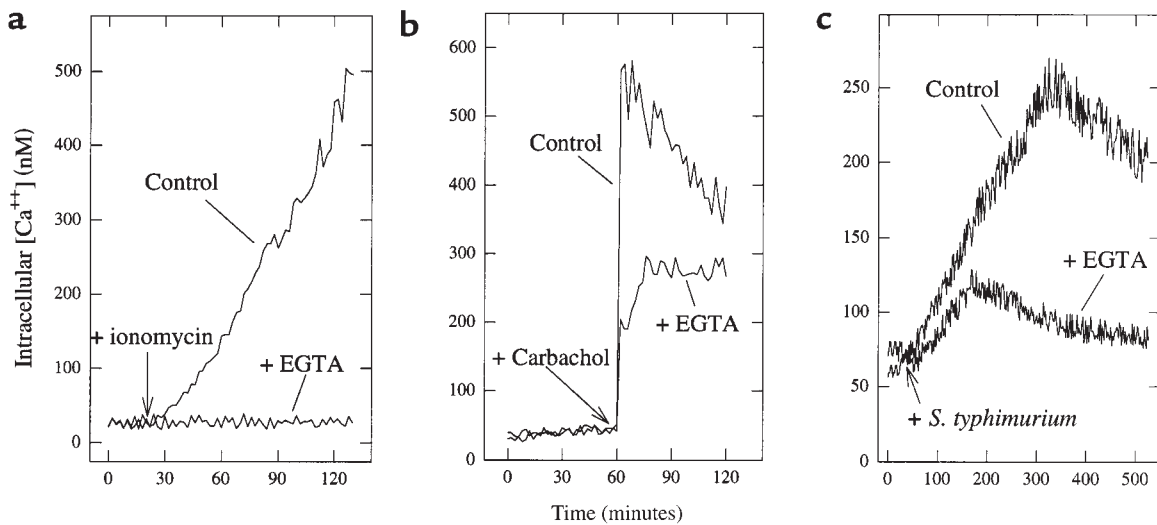 a
Intracellular [Ca++] (nM)
500
400
300
200
100
0
Control
+ ionomycin
+ EGTA
0 30 60 90 120
b
600
500
400
300
200
100
0
Control
+ EGTA
+ Carbachol
0 30 60 90 120
Time (minutes)
c
250
200
150
100
50
0
Control
+ EGTA
+ S. typhimurium
0 100 200 300 400 500